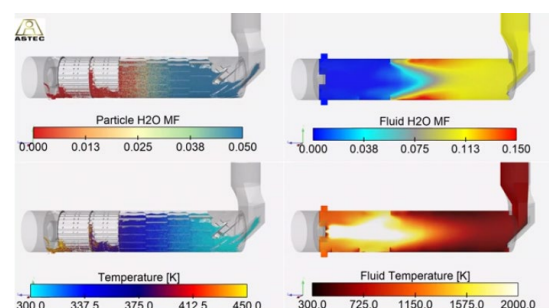 ASTEC
Particle H2O MF
0.000 0.013 0.025 0.038 0.050
Fluid H2O MF
0.000 0.038 0.075 0.113 0.150
Temperature [K]
300.0 337.5 375.0 412.5 450.0
Fluid Temperature [K]
300.0 725.0 1150.0 1575.0 2000.0